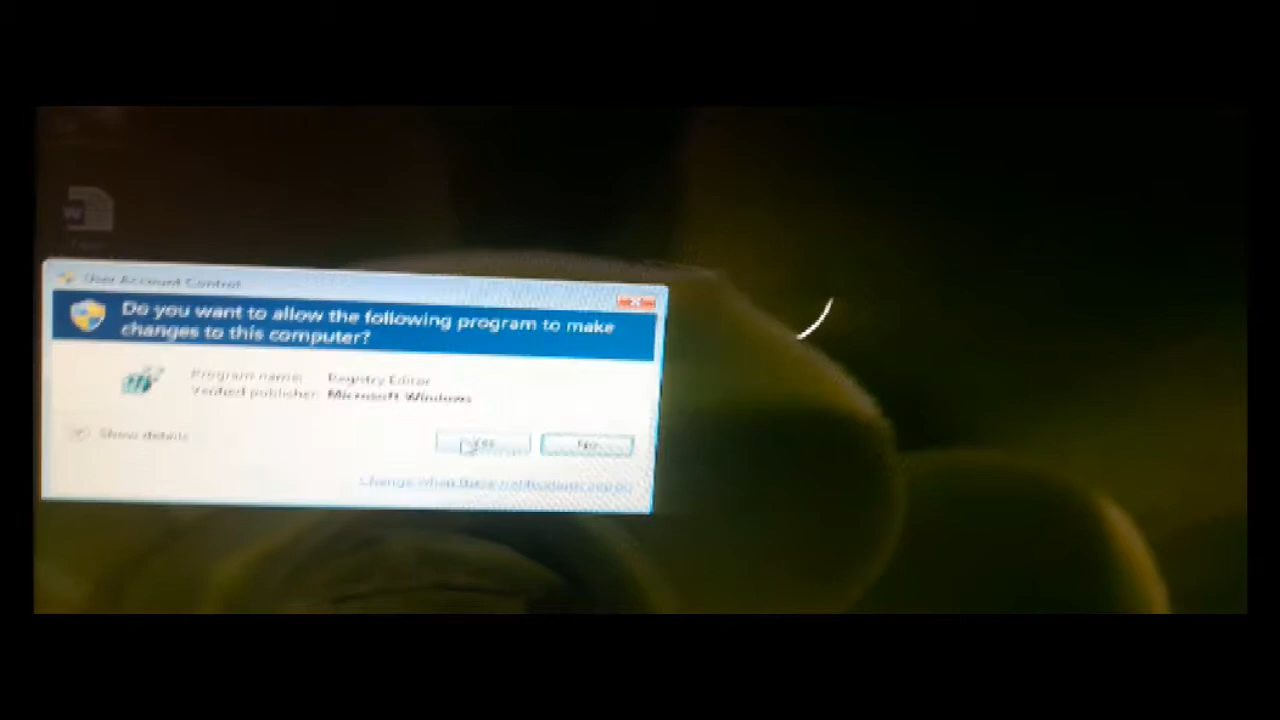 W
User Account Control
Do you want to allow the following program to make
changes to this computer?
Program name: Registry Editor
Verified publisher: Microsoft Windows
Show details
Yes
No
Change when these notifications appear